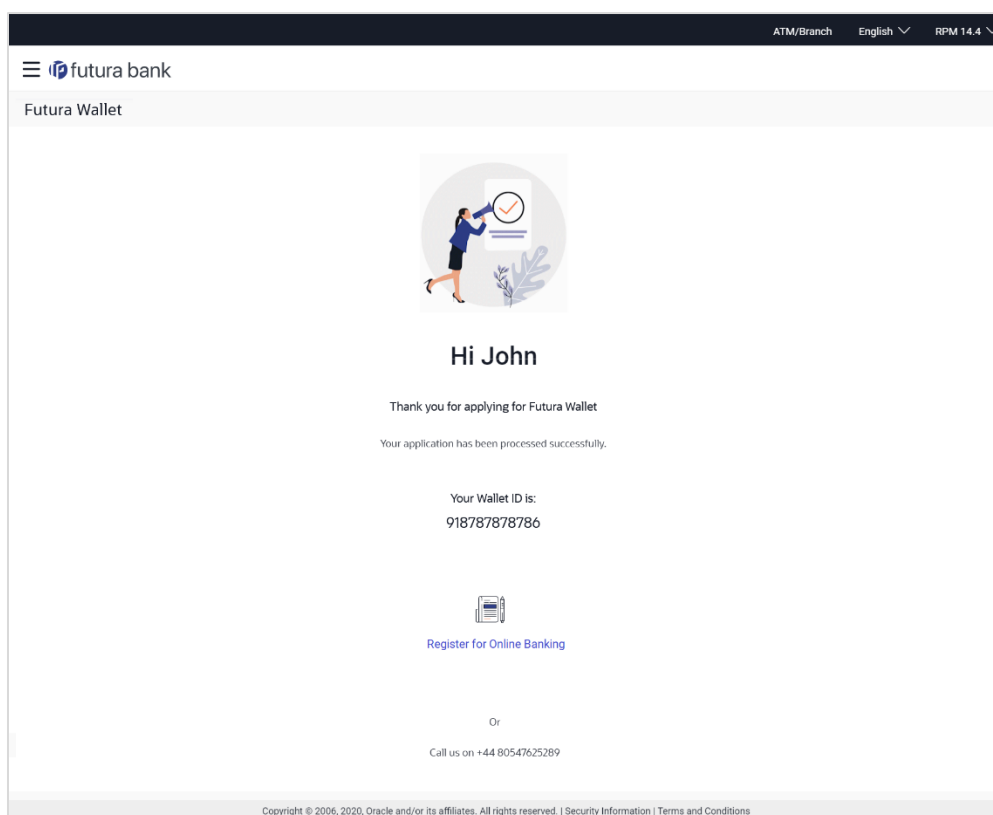 ATM/Branch English RPM 14.4
futura bank
Futura Wallet
Hi John
Thank you for applying for Futura Wallet
Your application has been processed successfully.
Your Wallet ID is:
918787878786
Register for Online Banking
Or
Call us on +44 80547625289
Copyright © 2006, 2020, Oracle and/or its affiliates. All rights reserved. | Security Information | Terms and Conditions